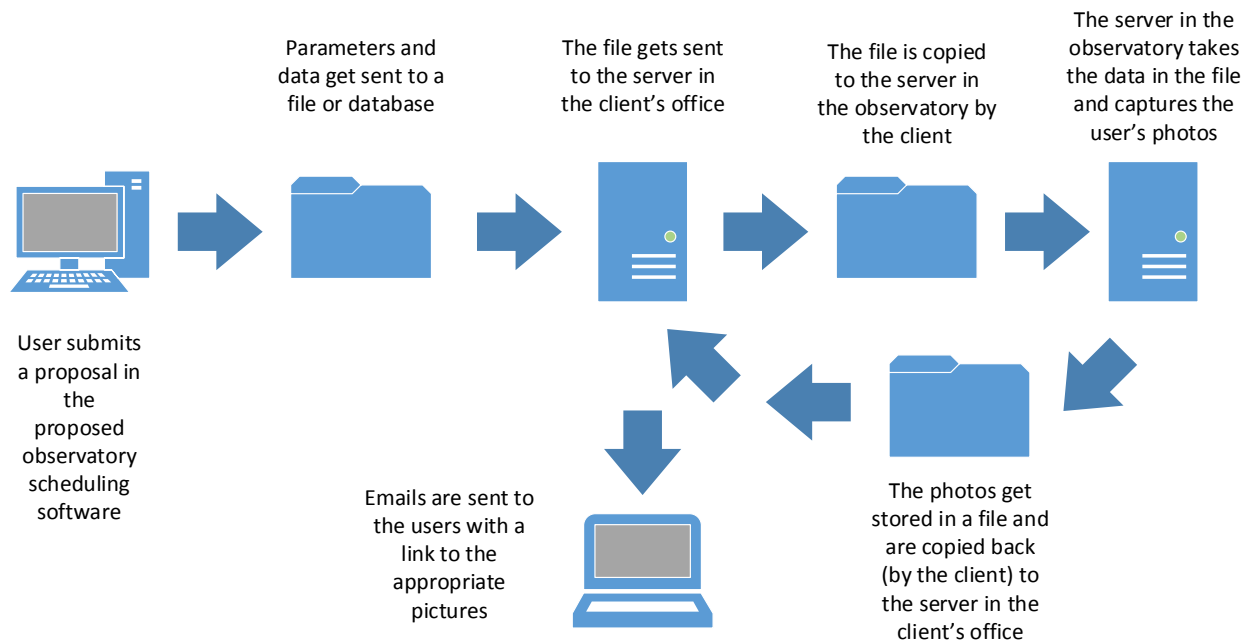 Parameters and
data get sent to a
file or database
The file gets sent
to the server in
the client’s office
The file is copied
to the server in
the observatory by
the client
The server in the
observatory takes
the data in the file
and captures the
user’s photos
User submits
a proposal in
the
proposed
observatory
scheduling
software
Emails are sent to
the users with a
link to the
appropriate
pictures
The photos get
stored in a file and
are copied back
(by the client) to
the server in the
client’s office